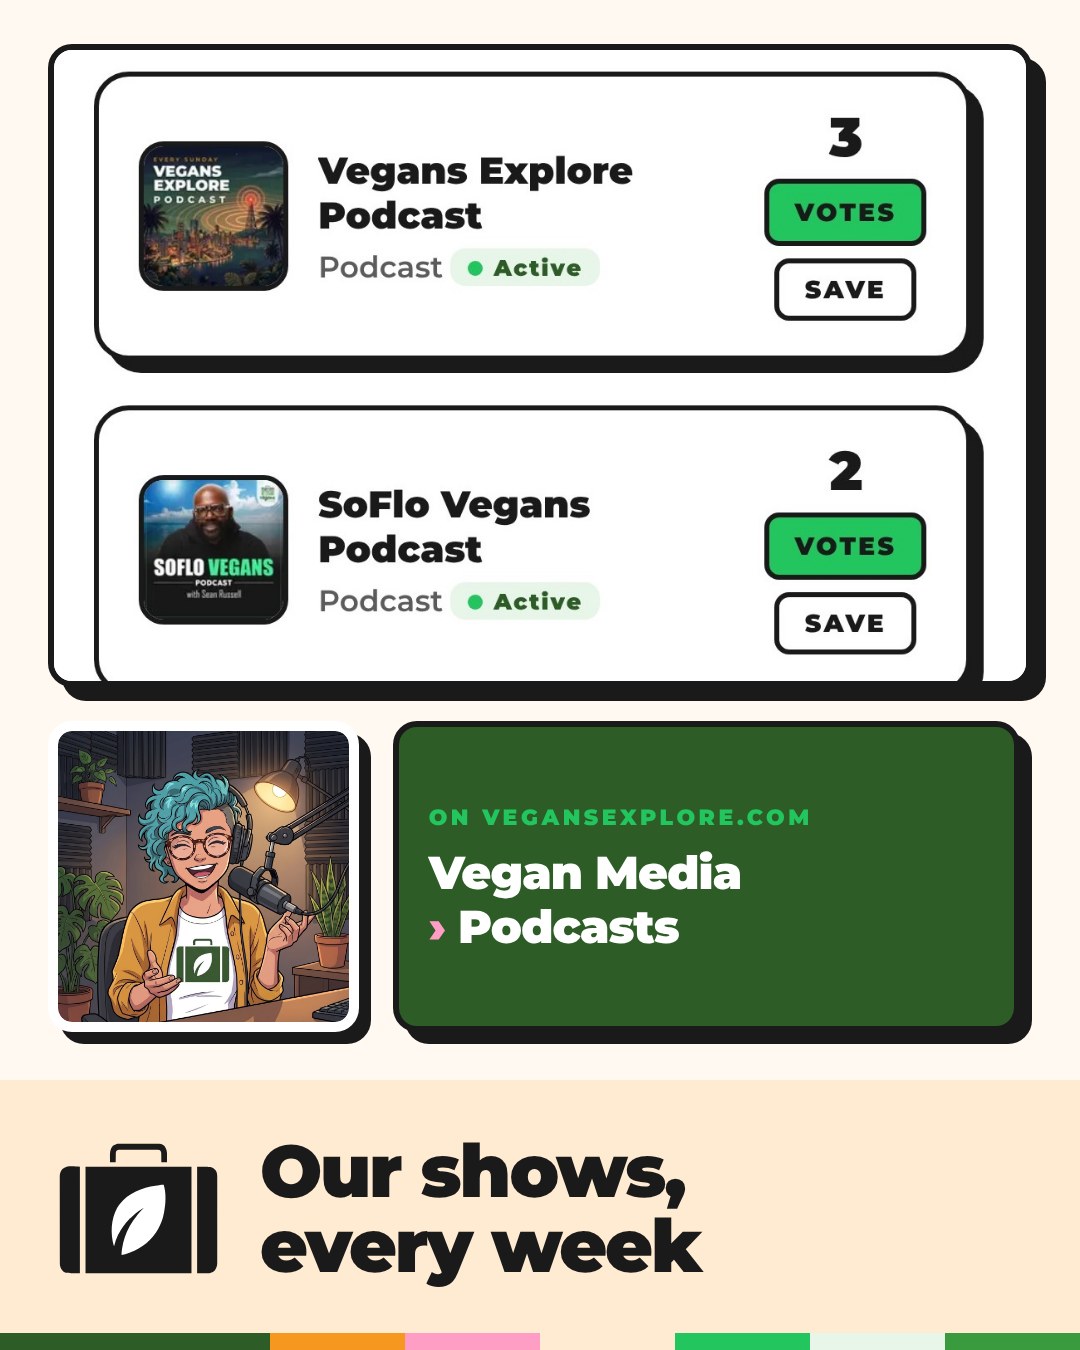 EVERY SUNDAY
VEGANS
EXPLORE
PODCAST
Vegans Explore
Podcast
Podcast Active
3
VOTES
SAVE
SOFLO VEGANS
PODCAST
with Sean Russell
SoFlo Vegans
Podcast
Podcast Active
2
VOTES
SAVE
ON VEGANSEXPLORE.COM
Vegan Media
› Podcasts
Our shows,
every week